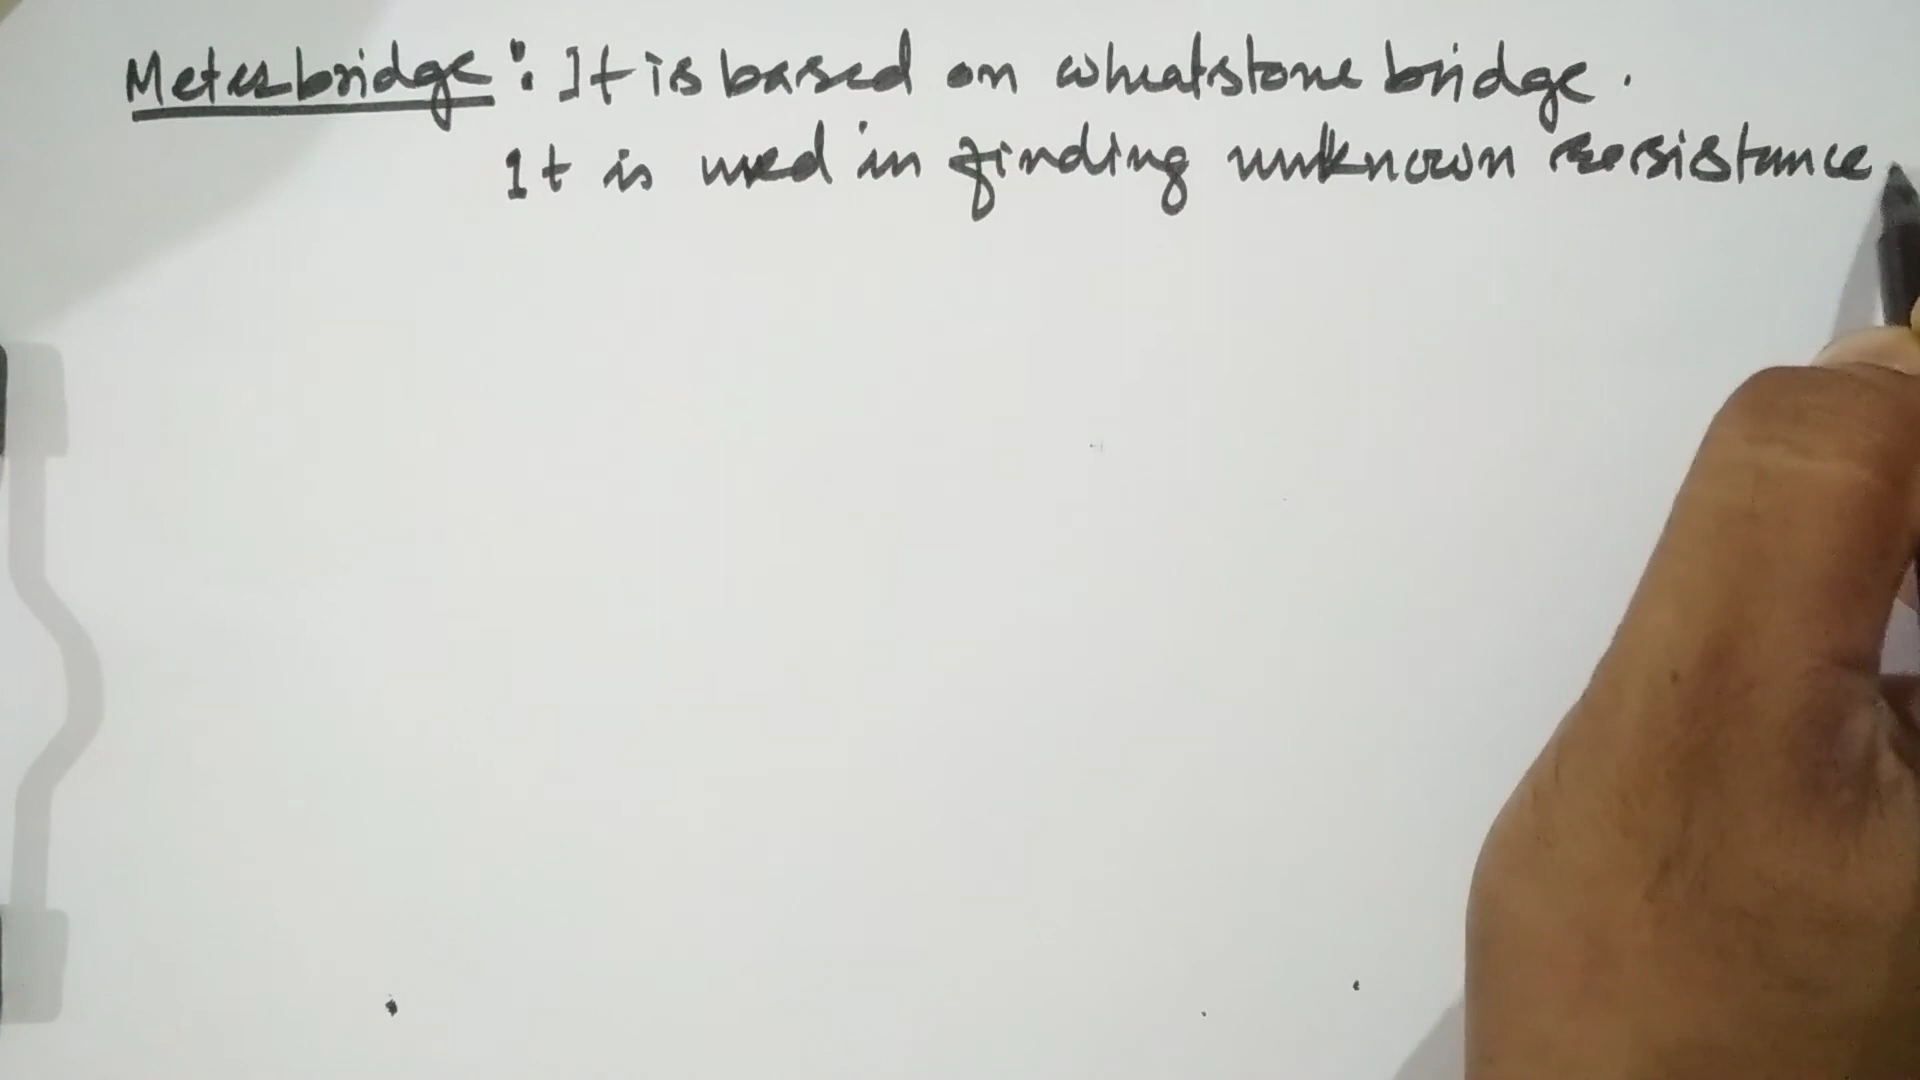 Meter bridge : It is based on wheatstone bridge .
It is used in finding unknown resistance